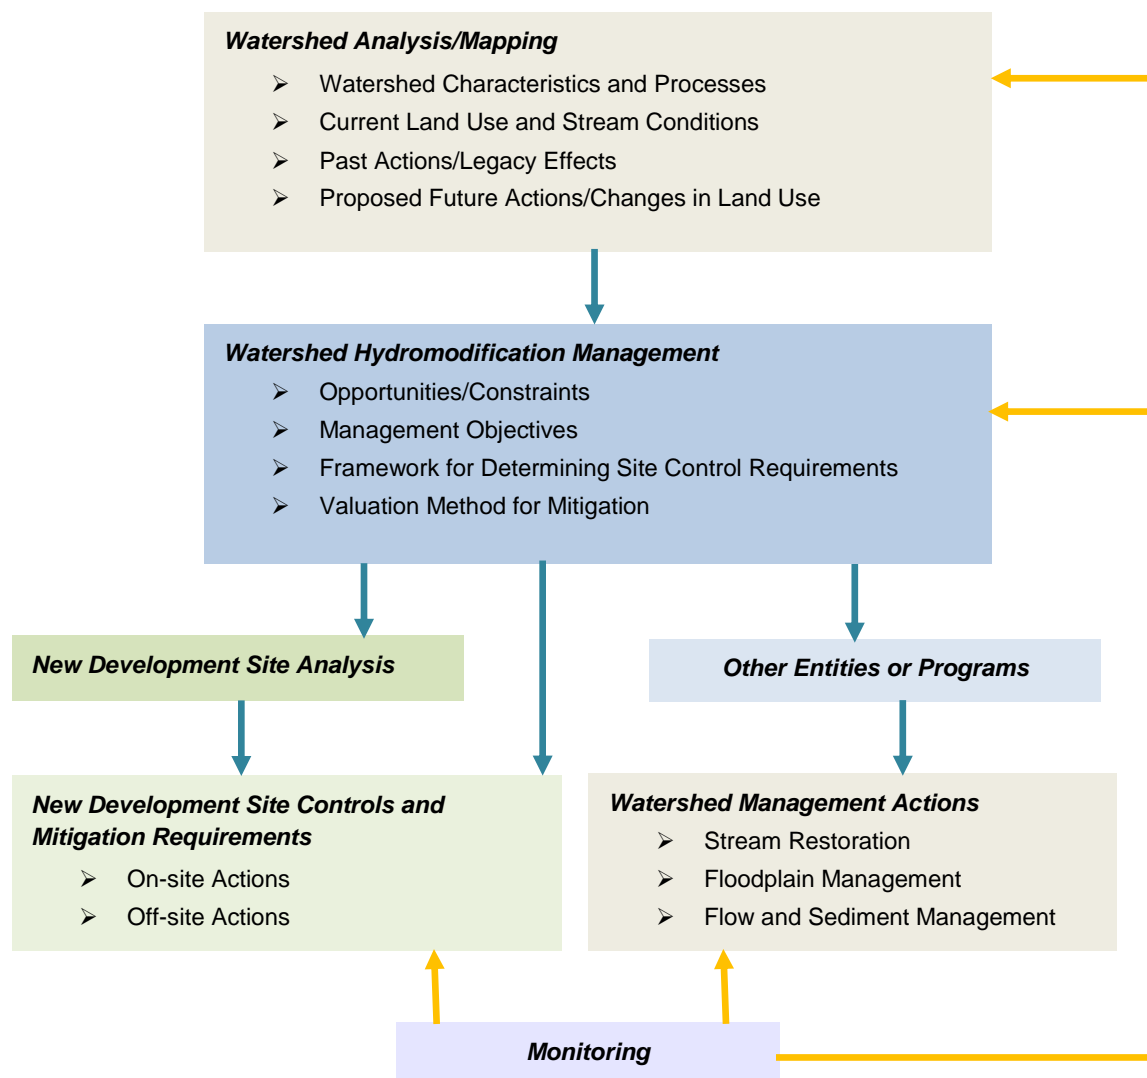 Watershed Analysis/Mapping
➢ Watershed Characteristics and Processes
➢ Current Land Use and Stream Conditions
➢ Past Actions/Legacy Effects
➢ Proposed Future Actions/Changes in Land Use
Watershed Hydromodification Management
➢ Opportunities/Constraints
➢ Management Objectives
➢ Framework for Determining Site Control Requirements
➢ Valuation Method for Mitigation
New Development Site Analysis
Other Entities or Programs
New Development Site Controls and
Mitigation Requirements
➢ On-site Actions
➢ Off-site Actions
Watershed Management Actions
➢ Stream Restoration
➢ Floodplain Management
➢ Flow and Sediment Management
Monitoring